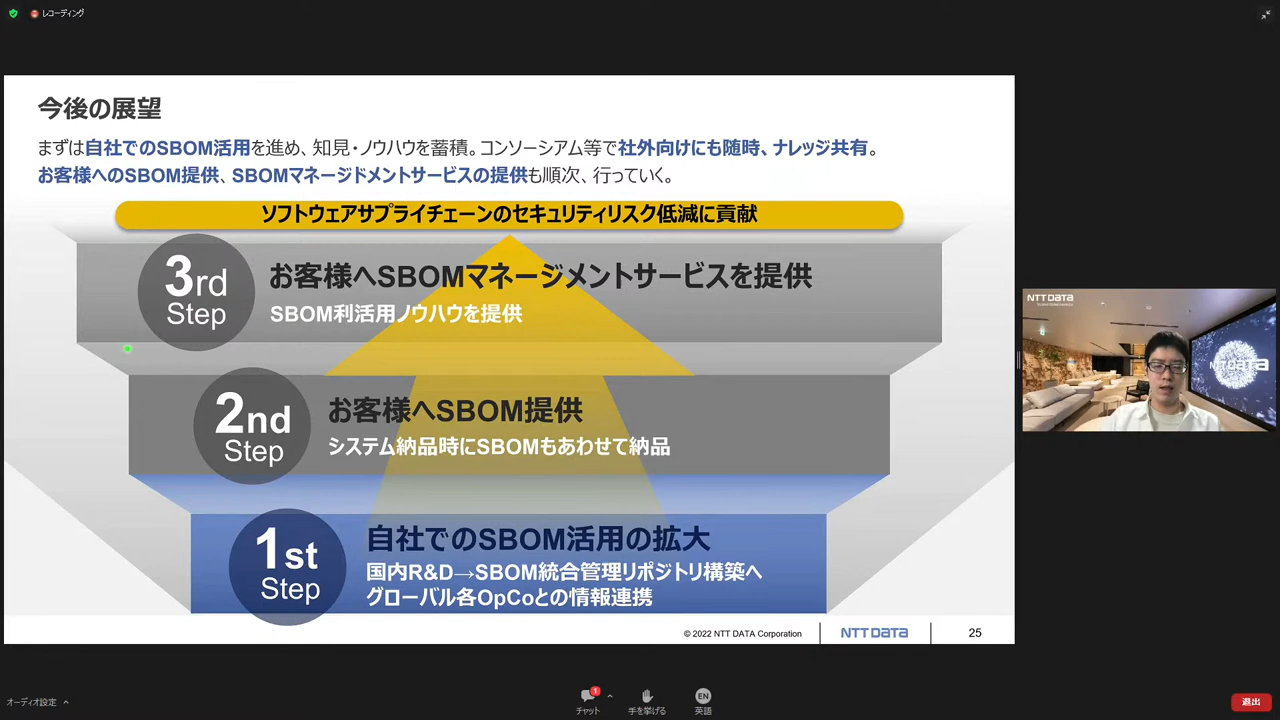 レコーディング
今後の展望
まずは自社でのSBOM活用を進め、知見・ノウハウを蓄積。コンソーシアム等で社外向けにも随時、ナレッジ共有。
お客様へのSBOM提供、SBOMマネージドメントサービスの提供も順次、行っていく。
ソフトウェアサプライチェーンのセキュリティリスク低減に貢献
3rd
Step
お客様へSBOMマネージメントサービスを提供
SBOM利活用ノウハウを提供
2nd
Step
お客様へSBOM提供
システム納品時にSBOMもあわせて納品
1st
Step
自社でのSBOM活用の拡大
国内R&D→SBOM統合管理リポジトリ構築へ
グローバル各OpCoとの情報連携
© 2022 NTT DATA Corporation
NTT DATA
25
NTT DATA
NTT DATA
オーディオ設定
1
チャット
手を挙げる
EN
英語
退出